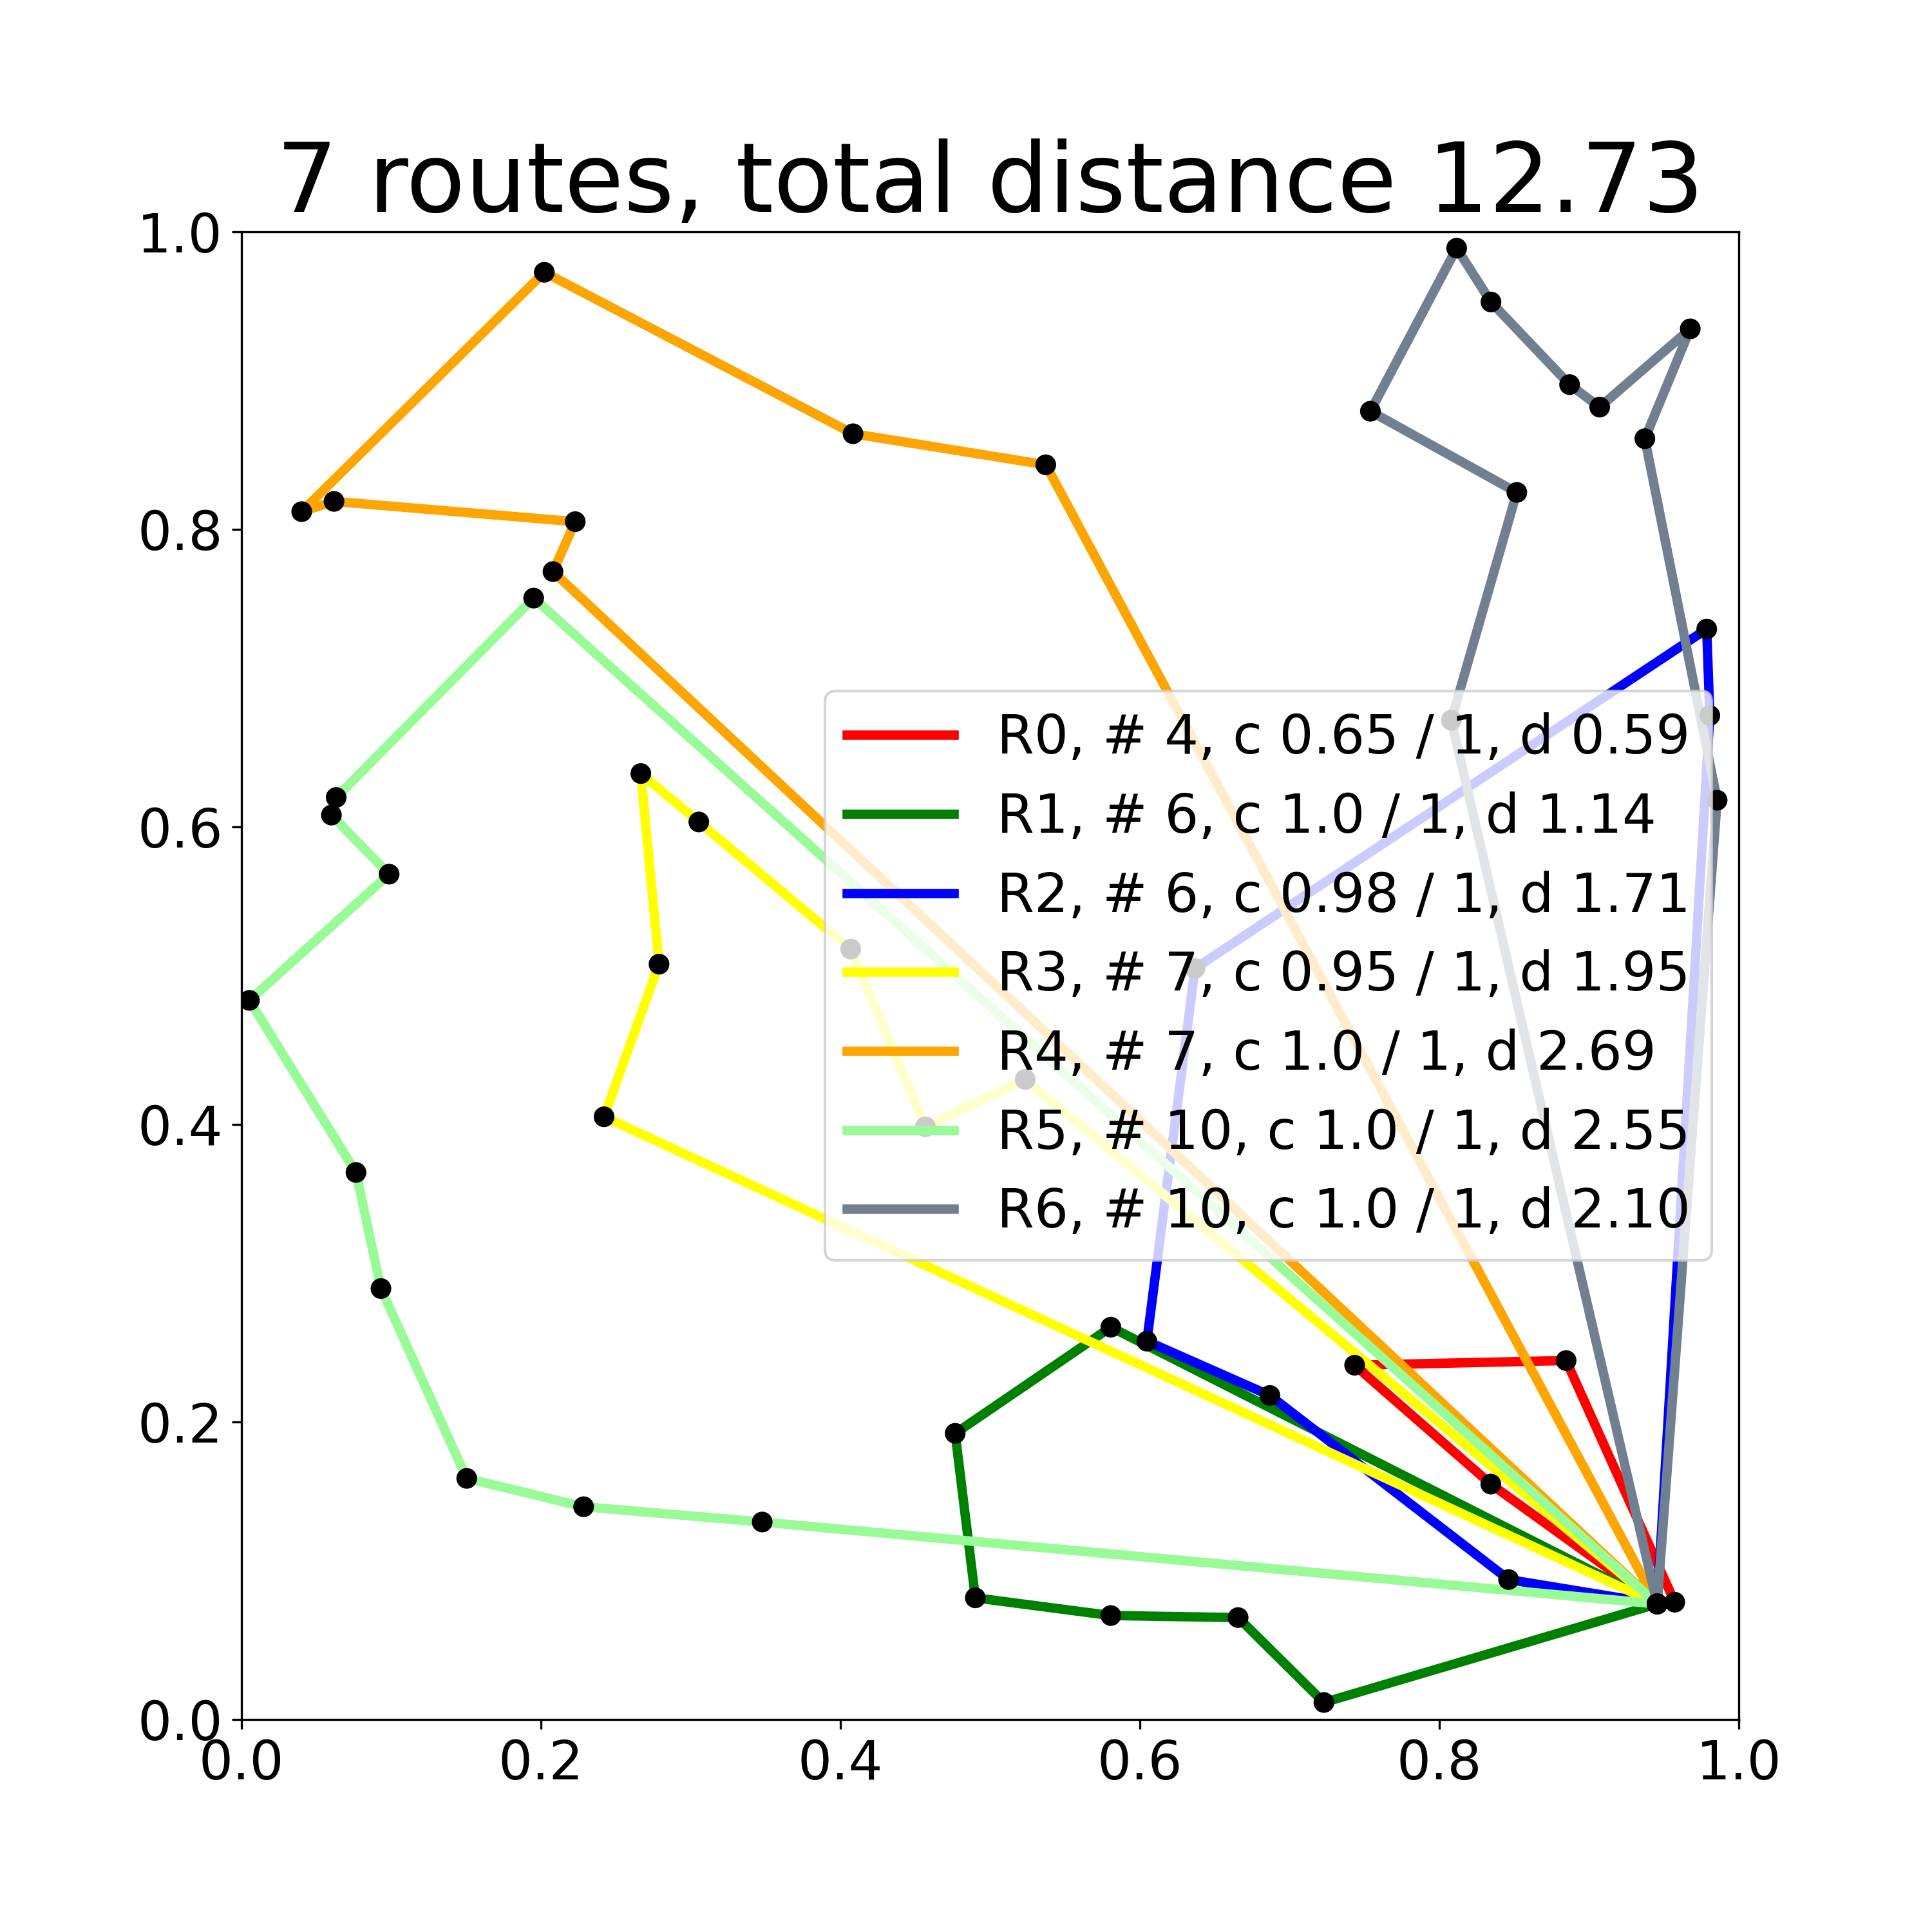 7 routes, total distance 12.73
1.0
0.8
0.6
0.4
0.2
0.0
R0, # 4, c 0.65 / 1, d 0.59
R1, # 6, c 1.0 / 1, d 1.14
R2, # 6, c 0.98 / 1, d 1.71
R3, # 7, c 0.95 / 1, d 1.95
R4, # 7, c 1.0 / 1, d 2.69
R5, # 10, c 1.0 / 1, d 2.55
R6, # 10, c 1.0 / 1, d 2.10
0.0 0.2 0.4 0.6 0.8 1.0